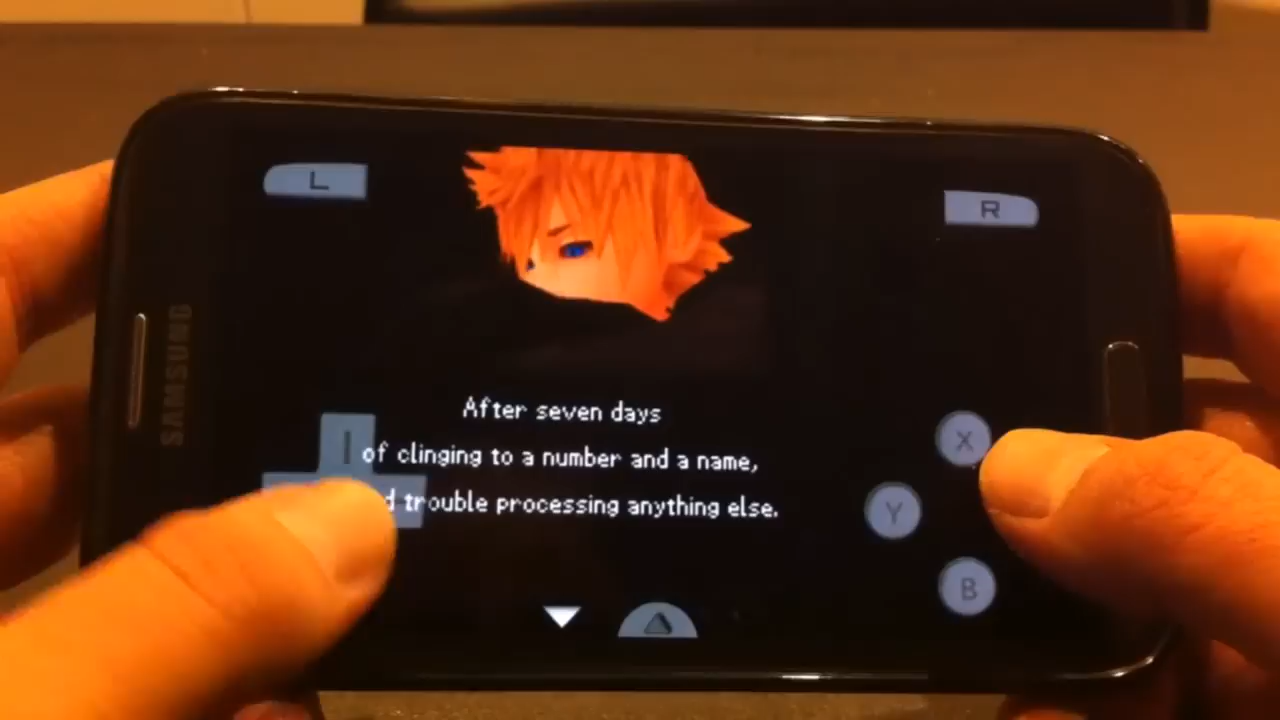 SAMSUNG
L
R
After seven days
of clinging to a number and a name,
trouble processing anything else.
X
Y
B